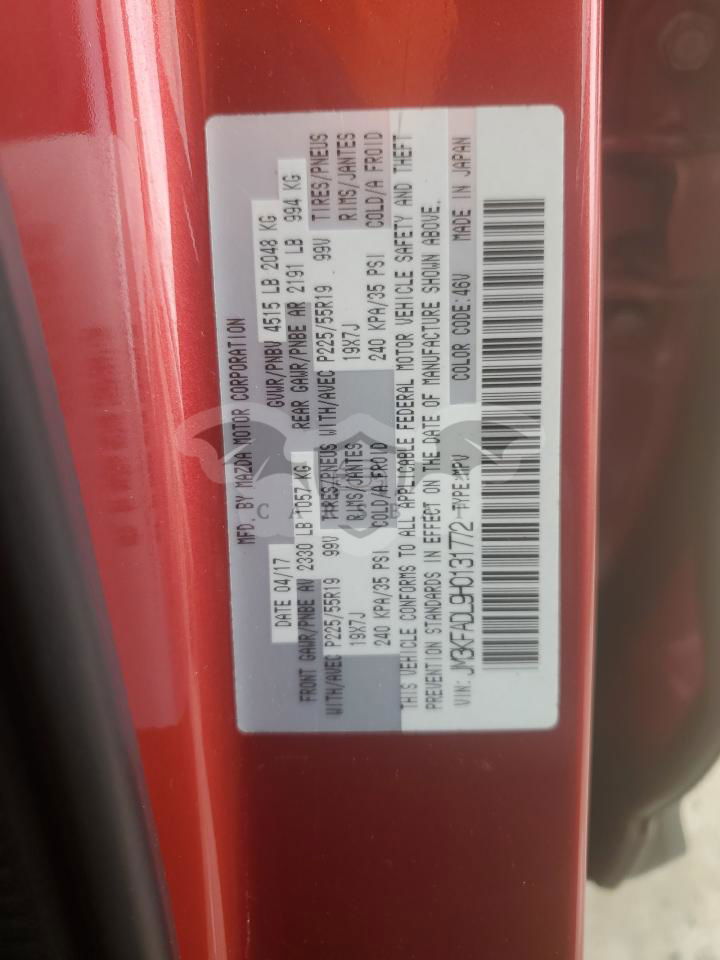 MFD. BY MAZDA MOTOR CORPORATION
DATE 04/17 GVWR/PNBV 4515 LB 2048 KG
FRONT GAWR/PNBE AV 2330 LB 1057 KG REAR GAWR/PNBE AR 2191 LB 994 KG
WITH/AVEC P225/55R19 99V TIRES/PNEUS WITH/AVEC P225/55R19 99V TIRES/PNEUS
19X7J RIMS/JANTES 19X7J RIMS/JANTES
240 KPA/35 PSI COLD/A FROID 240 KPA/35 PSI COLD/A FROID
THIS VEHICLE CONFORMS TO ALL APPLICABLE FEDERAL MOTOR VEHICLE SAFETY AND THEFT
PREVENTION STANDARDS IN EFFECT ON THE DATE OF MANUFACTURE SHOWN ABOVE.
VIN: JM3KFADL9H0131772 TYPE:MPV COLOR CODE:46V MADE IN JAPAN